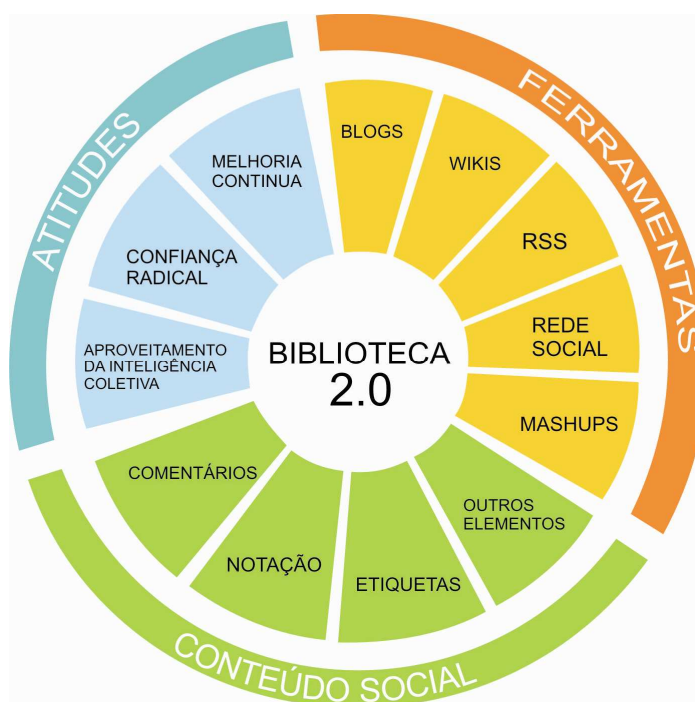 ATITUDES
FERRAMENTAS
MELHORIA
CONTINUA
CONFIANÇA
RADICAL
APROVEITAMENTO
DA INTELIGÊNCIA
COLETIVA
BLOGS
WIKIS
RSS
REDE
SOCIAL
MASHUPS
BIBLIOTECA
2.0
COMENTÁRIOS
NOTAÇÃO
ETIQUETAS
OUTROS
ELEMENTOS
CONTEÚDO SOCIAL